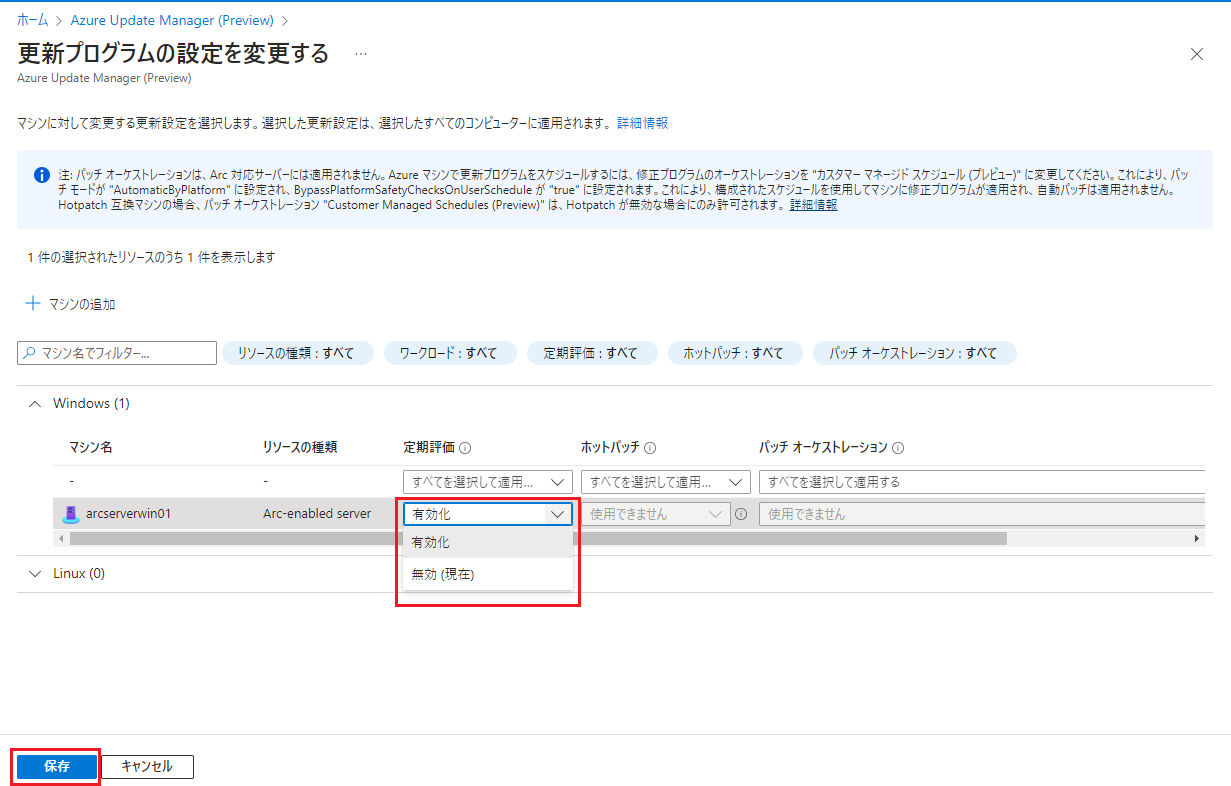 ホーム > Azure Update Manager (Preview) >
更新プログラムの設定を変更する ...
Azure Update Manager (Preview)
マシンに対して変更する更新設定を選択します。選択した更新設定は、選択したすべてのコンピューターに適用されます。 詳細情報
注: パッチ オーケストレーションは、Arc 対応サーバーには適用されません。Azure マシンで更新プログラムをスケジュールするには、修正プログラムのオーケストレーションを "カスタマー マネージド スケジュール (プレビュー)" に変更してください。これにより、パッ
チ モードが "AutomaticByPlatform" に設定され、BypassPlatformSafetyChecksOnUserSchedule が "true" に設定されます。これにより、構成されたスケジュールを使用してマシンに修正プログラムが適用され、自動パッチは適用されません。
Hotpatch 互換マシンの場合、パッチ オーケストレーション "Customer Managed Schedules (Preview)" は、Hotpatch が無効な場合にのみ許可されます。 詳細情報
1 件の選択されたリソースのうち 1 件を表示します
マシンの追加
マシン名でフィルター... リソースの種類 : すべて ワークロード : すべて 定期評価 : すべて ホットパッチ : すべて パッチ オーケストレーション : すべて
Windows (1)
マシン名 リソースの種類 定期評価 ホットパッチ パッチ オーケストレーション
- - すべてを選択して適用... すべてを選択して適用... すべてを選択して適用する
arcserverwin01 Arc-enabled server 有効化 使用できません 使用できません
有効化
無効 (現在)
Linux (0)
保存 キャンセル